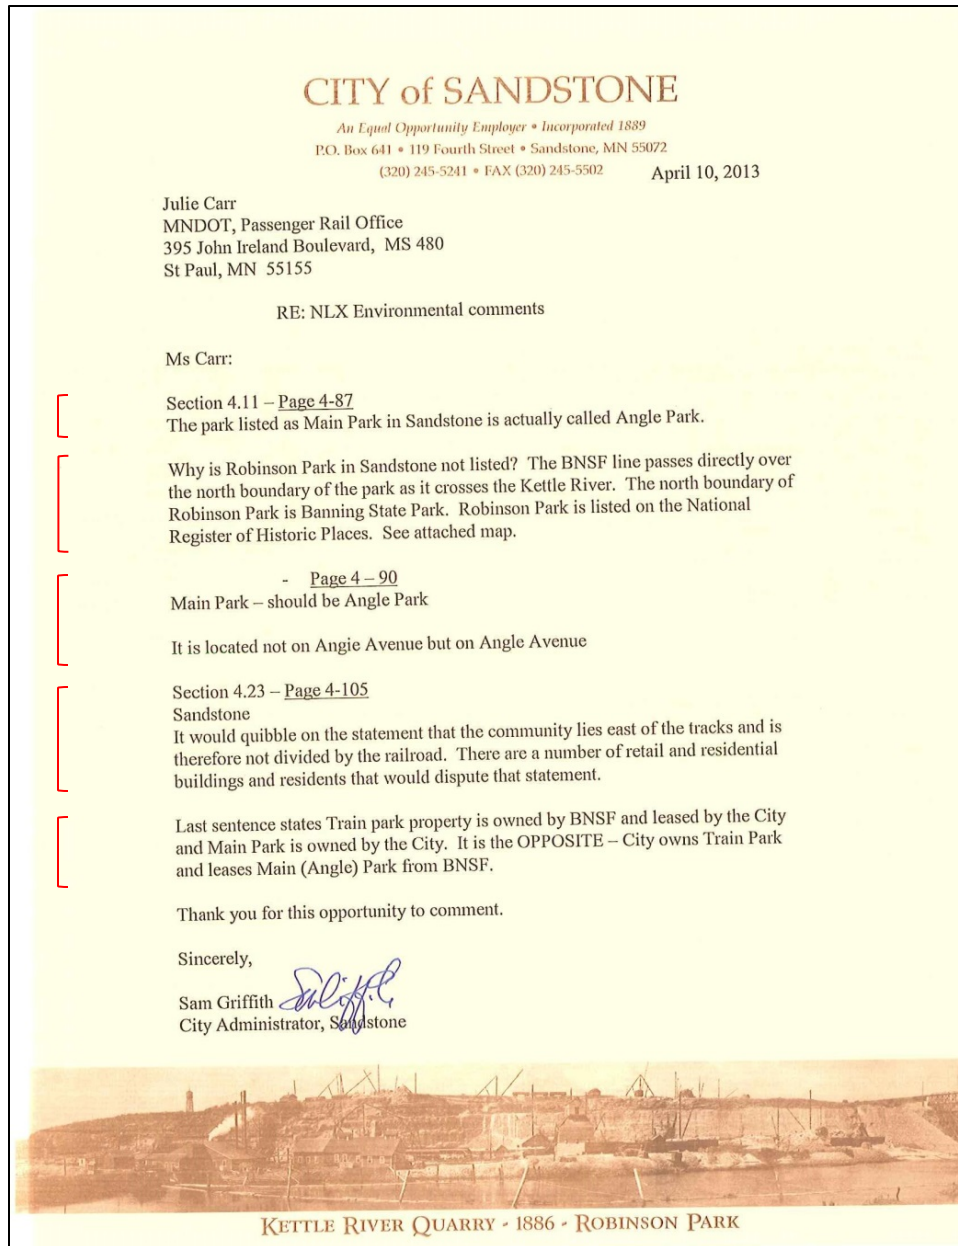 CITY of SANDSTONE
An Equal Opportunity Employer • Incorporated 1889
P.O. Box 641 • 119 Fourth Street • Sandstone, MN 55072
(320) 245-5241 • FAX (320) 245-5502
April 10, 2013
Julie Carr
MNDOT, Passenger Rail Office
395 John Ireland Boulevard, MS 480
St Paul, MN 55155
RE: NLX Environmental comments
Ms Carr:
Section 4.11 – Page 4-87
The park listed as Main Park in Sandstone is actually called Angle Park.
Why is Robinson Park in Sandstone not listed? The BNSF line passes directly over
the north boundary of the park as it crosses the Kettle River. The north boundary of
Robinson Park is Banning State Park. Robinson Park is listed on the National
Register of Historic Places. See attached map.
- Page 4 – 90
Main Park – should be Angle Park
It is located not on Angie Avenue but on Angle Avenue
Section 4.23 – Page 4-105
Sandstone
It would quibble on the statement that the community lies east of the tracks and is
therefore not divided by the railroad. There are a number of retail and residential
buildings and residents that would dispute that statement.
Last sentence states Train park property is owned by BNSF and leased by the City
and Main Park is owned by the City. It is the OPPOSITE – City owns Train Park
and leases Main (Angle) Park from BNSF.
Thank you for this opportunity to comment.
Sincerely,
Sam Griffith
City Administrator, Sandstone
KETTLE RIVER QUARRY - 1886 - ROBINSON PARK